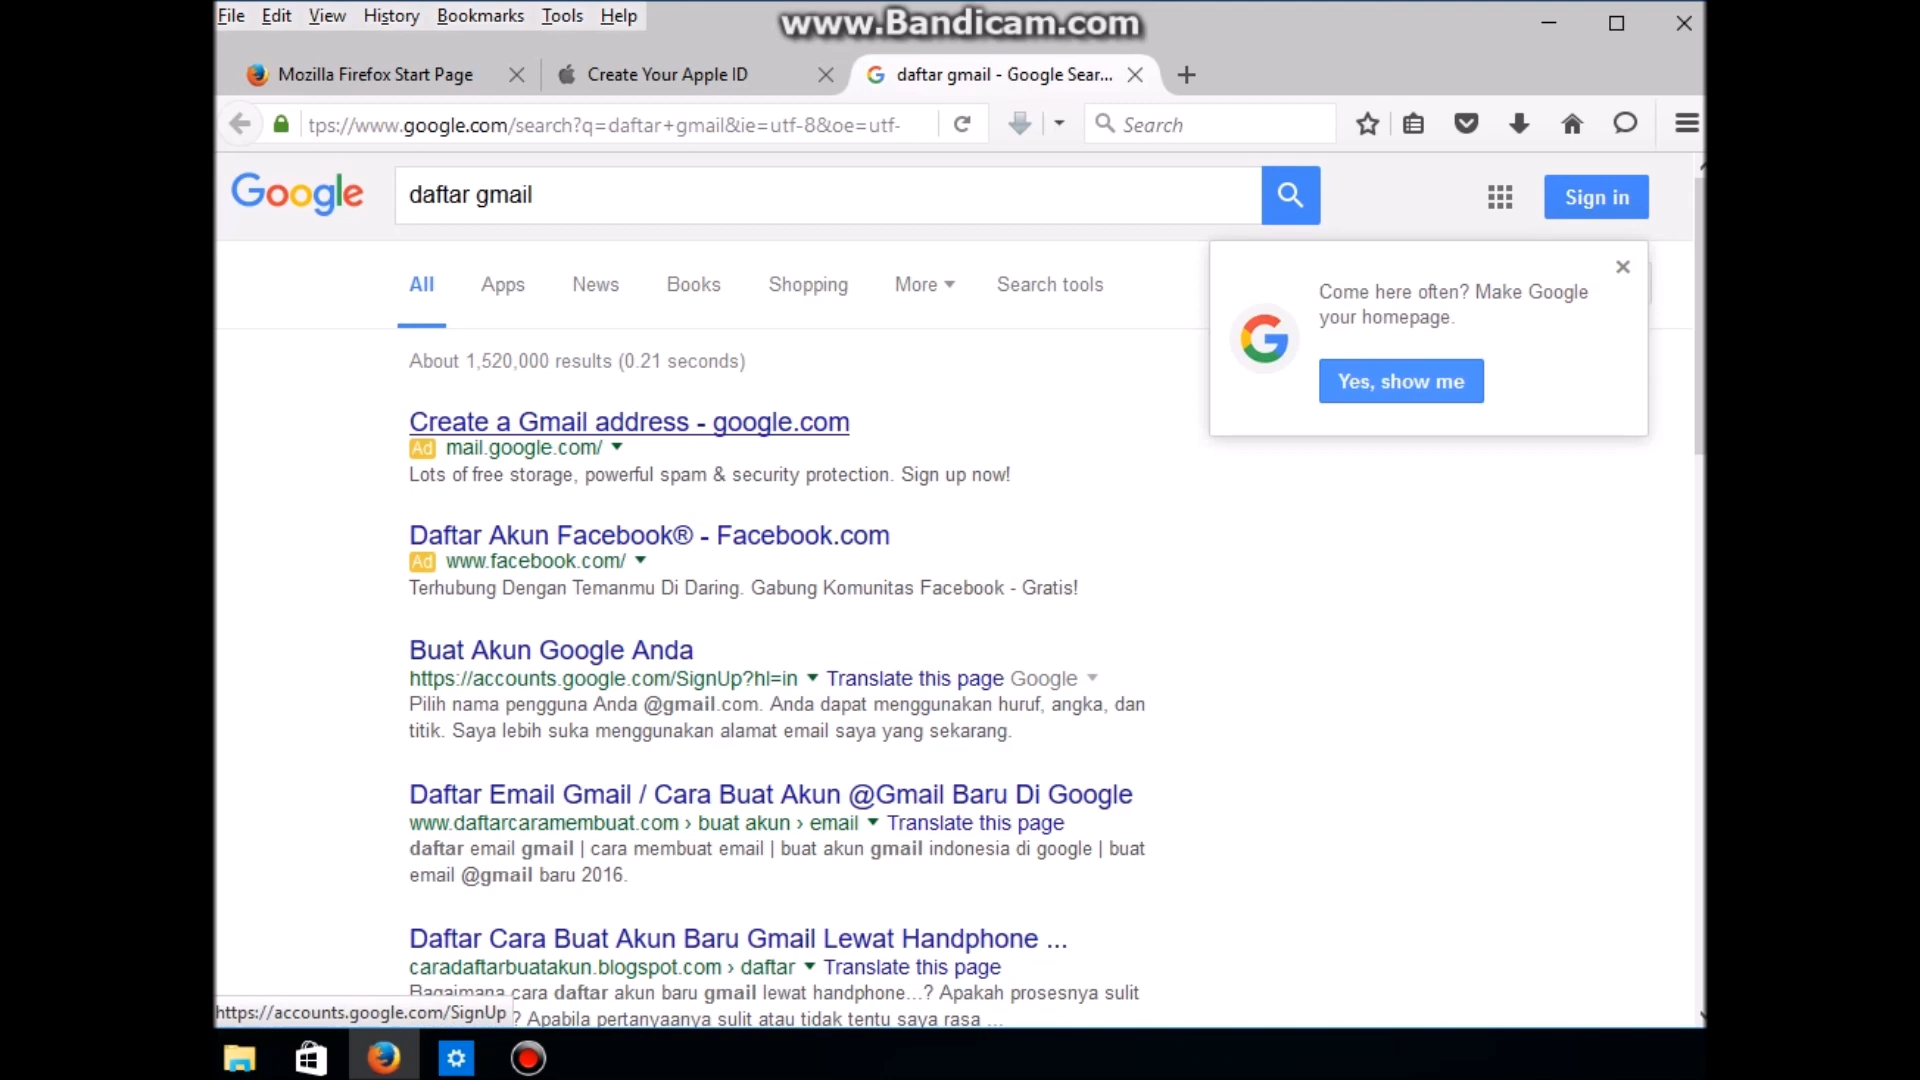 File Edit View History Bookmarks Tools Help
www.Bandicam.com
Mozilla Firefox Start Page
Create Your Apple ID
daftar gmail - Google Sear...
tps://www.google.com/search?q=daftar+gmail&ie=utf-8&oe=utf-
Search
Google
daftar gmail
Sign in
All Apps News Books Shopping More Search tools
Come here often? Make Google
your homepage.
Yes, show me
About 1,520,000 results (0.21 seconds)
Create a Gmail address - google.com
Ad mail.google.com/
Lots of free storage, powerful spam & security protection. Sign up now!
Daftar Akun Facebook® - Facebook.com
Ad www.facebook.com/
Terhubung Dengan Temanmu Di Daring. Gabung Komunitas Facebook - Gratis!
Buat Akun Google Anda
https://accounts.google.com/SignUp?hl=in Translate this page Google
Pilih nama pengguna Anda @gmail.com. Anda dapat menggunakan huruf, angka, dan
titik. Saya lebih suka menggunakan alamat email saya yang sekarang.
Daftar Email Gmail / Cara Buat Akun @Gmail Baru Di Google
www.daftarcaramembuat.com › buat akun › email Translate this page
daftar email gmail | cara membuat email | buat akun gmail indonesia di google | buat
email @gmail baru 2016.
Daftar Cara Buat Akun Baru Gmail Lewat Handphone ...
caradaftarbuatakun.blogspot.com › daftar Translate this page
Bagaimana cara daftar akun baru gmail lewat handphone...? Apakah prosesnya sulit
https://accounts.google.com/SignUp
? Apabila pertanyaanya sulit atau tidak tentu saya rasa ...